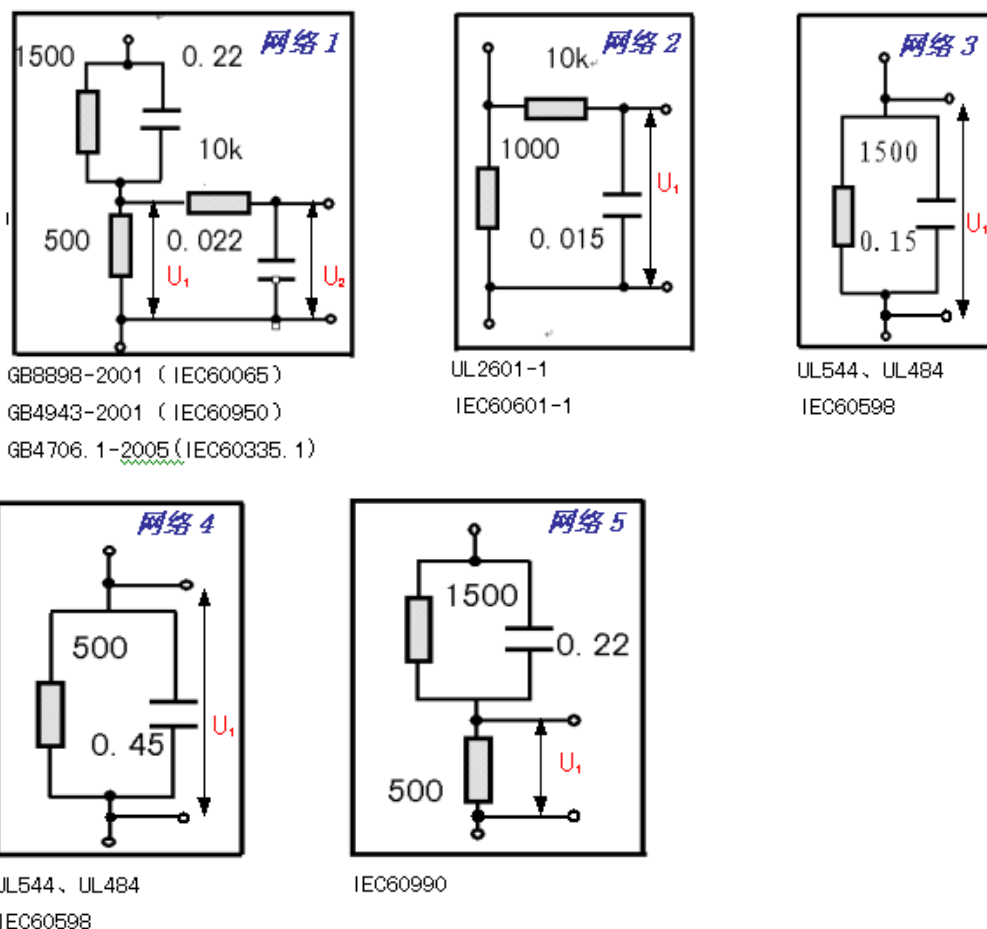 网络 1
1500
0. 22
10k
500
0. 022
U₁
U₂
GB8898-2001 (IEC60065)
GB4943-2001 (IEC60950)
GB4706. 1-2005(IEC60335. 1)
网络 2
10k
1000
0. 015
U₁
UL2601-1
IEC60601-1
网络 3
1500
0. 15
U₁
UL544、UL484
IEC60598
网络 4
500
0. 45
U₁
UL544、UL484
IEC60598
网络 5
1500
0. 22
500
U₁
IEC60990